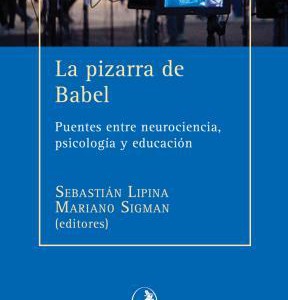 La pizarra de
Babel
Puentes entre neurociencia,
psicología y educación
SEBASTIÁN LIPINA
MARIANO SIGMAN
(editores)